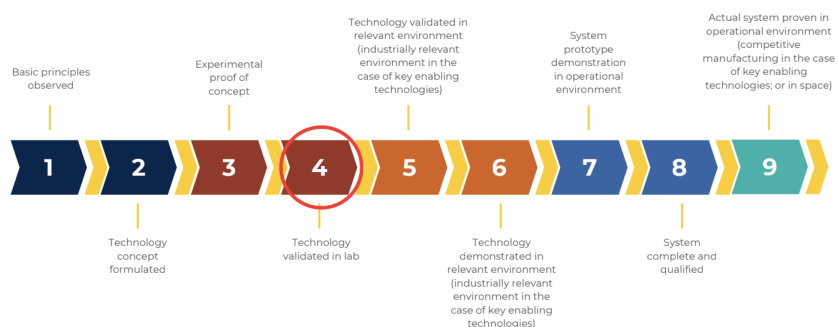 Basic principles
observed
Experimental
proof of
concept
Technology validated in
relevant environment
(industrially relevant
environment in the
case of key enabling
technologies)
System
prototype
demonstration
in operational
environment
Actual system proven in
operational environment
(competitive
manufacturing in the case
of key enabling
technologies; or in space)
1
2
3
4
5
6
7
8
9
Technology
concept
formulated
Technology
validated in lab
Technology
demonstrated in
relevant environment
(industrially relevant
environment in the
case of key enabling
technologies)
System
complete and
qualified